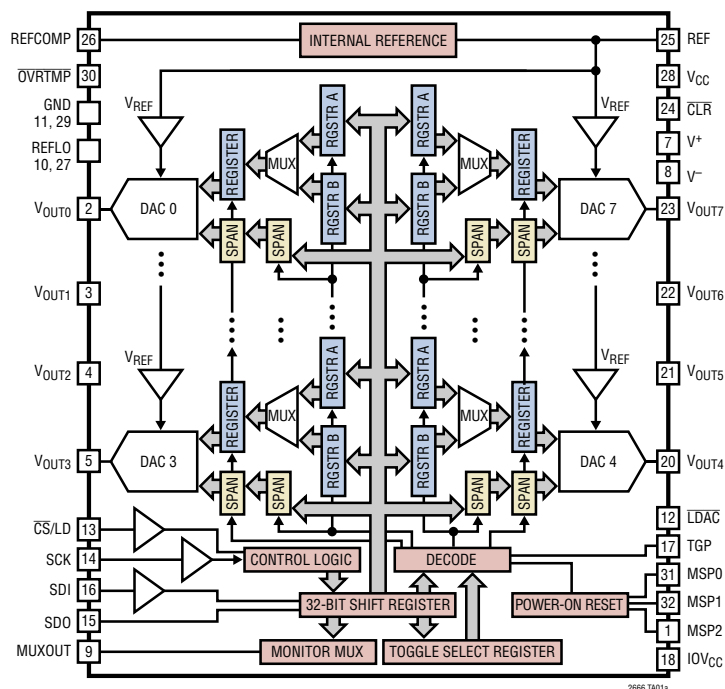 REFCOMP 26 INTERNAL REFERENCE 25 REF
OVRTMP 30 28 VCC
GND
11, 29
VREF VREF
24 CLR
REFLO
10, 27
7 V+
8 V–
REGISTER MUX RGSTR A RGSTR A MUX REGISTER
VOUT0 2 DAC 0 RGSTR B RGSTR B DAC 7 23 VOUT7
SPAN SPAN SPAN SPAN
VOUT1 3 22 VOUT6
VOUT2 4 VREF VREF 21 VOUT5
REGISTER MUX RGSTR A RGSTR A MUX REGISTER
VOUT3 5 DAC 3 RGSTR B RGSTR B DAC 4 20 VOUT4
SPAN SPAN SPAN SPAN
CS/LD 13 12 LDAC
SCK 14 CONTROL LOGIC DECODE 17 TGP
31 MSP0
SDI 16 32-BIT SHIFT REGISTER POWER-ON RESET 32 MSP1
SDO 15 1 MSP2
MUXOUT 9 MONITOR MUX TOGGLE SELECT REGISTER 18 IOVCC
2666 TA01a